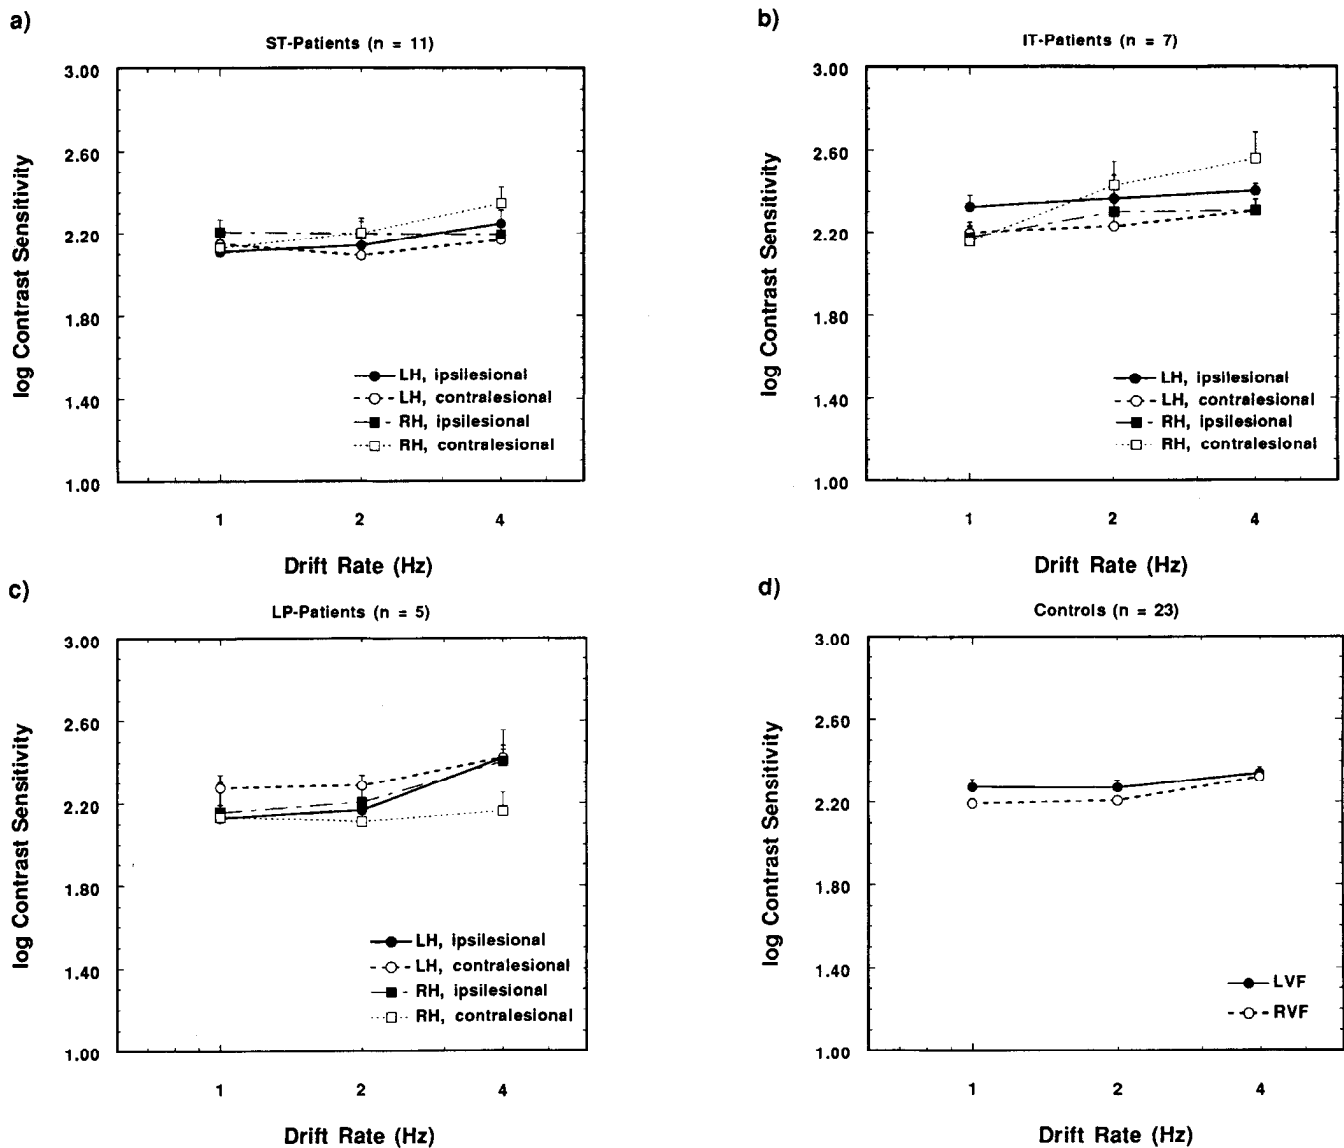 a)
ST-Patients (n = 11)
3.00
2.60
2.20
1.80
1.40
1.00
log Contrast Sensitivity
LH, ipsilesional
LH, contralesional
RH, ipsilesional
RH, contralesional
1 2 4
Drift Rate (Hz)
b)
IT-Patients (n = 7)
3.00
2.60
2.20
1.80
1.40
1.00
log Contrast Sensitivity
LH, ipsilesional
LH, contralesional
RH, ipsilesional
RH, contralesional
1 2 4
Drift Rate (Hz)
c)
LP-Patients (n = 5)
3.00
2.60
2.20
1.80
1.40
1.00
log Contrast Sensitivity
LH, ipsilesional
LH, contralesional
RH, ipsilesional
RH, contralesional
1 2 4
Drift Rate (Hz)
d)
Controls (n = 23)
3.00
2.60
2.20
1.80
1.40
1.00
log Contrast Sensitivity
LVF
RVF
1 2 4
Drift Rate (Hz)